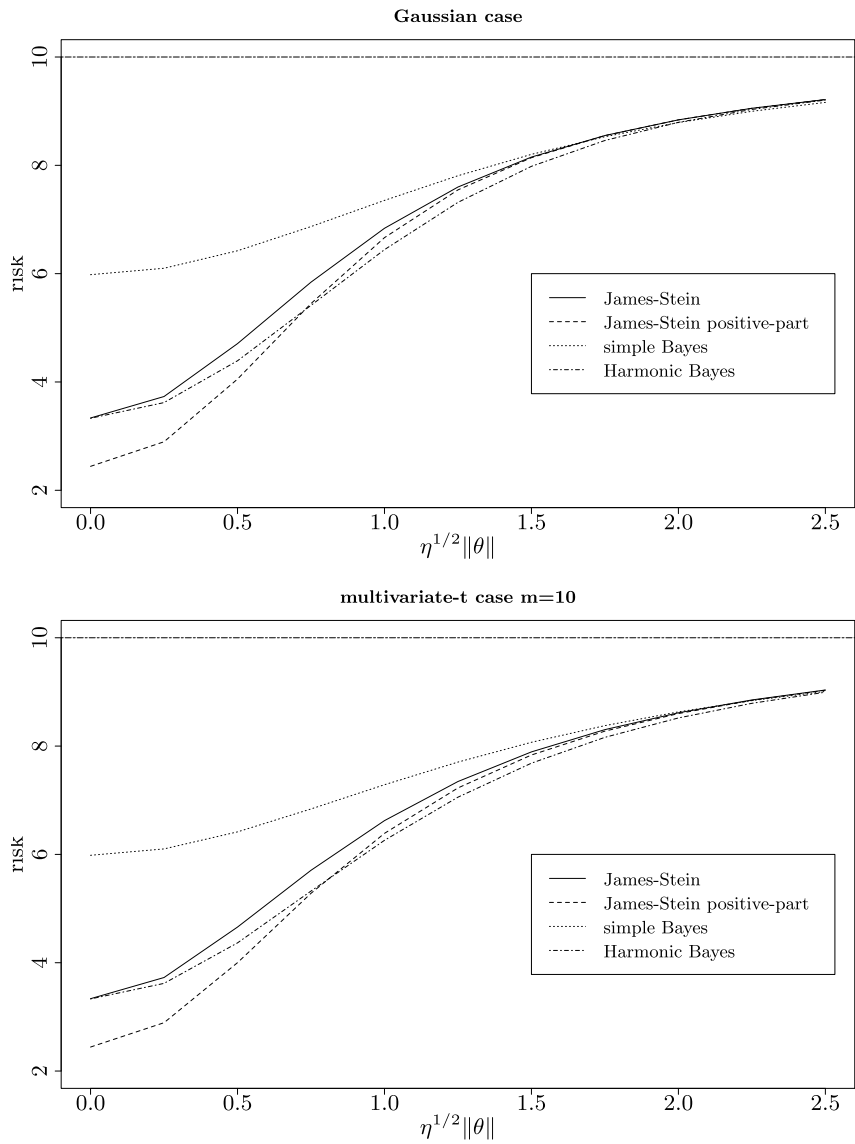 Gaussian case
10
8
6
4
2
risk
James-Stein
James-Stein positive-part
simple Bayes
Harmonic Bayes
0.0 0.5 1.0 1.5 2.0 2.5
η^{1/2}‖θ‖
multivariate-t case m=10
10
8
6
4
2
risk
James-Stein
James-Stein positive-part
simple Bayes
Harmonic Bayes
0.0 0.5 1.0 1.5 2.0 2.5
η^{1/2}‖θ‖